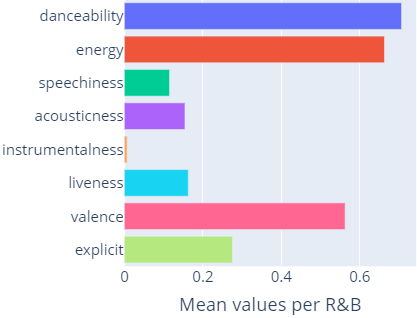 danceability
energy
speechiness
acousticness
instrumentalness
liveness
valence
explicit
0 0.2 0.4 0.6
Mean values per R&B